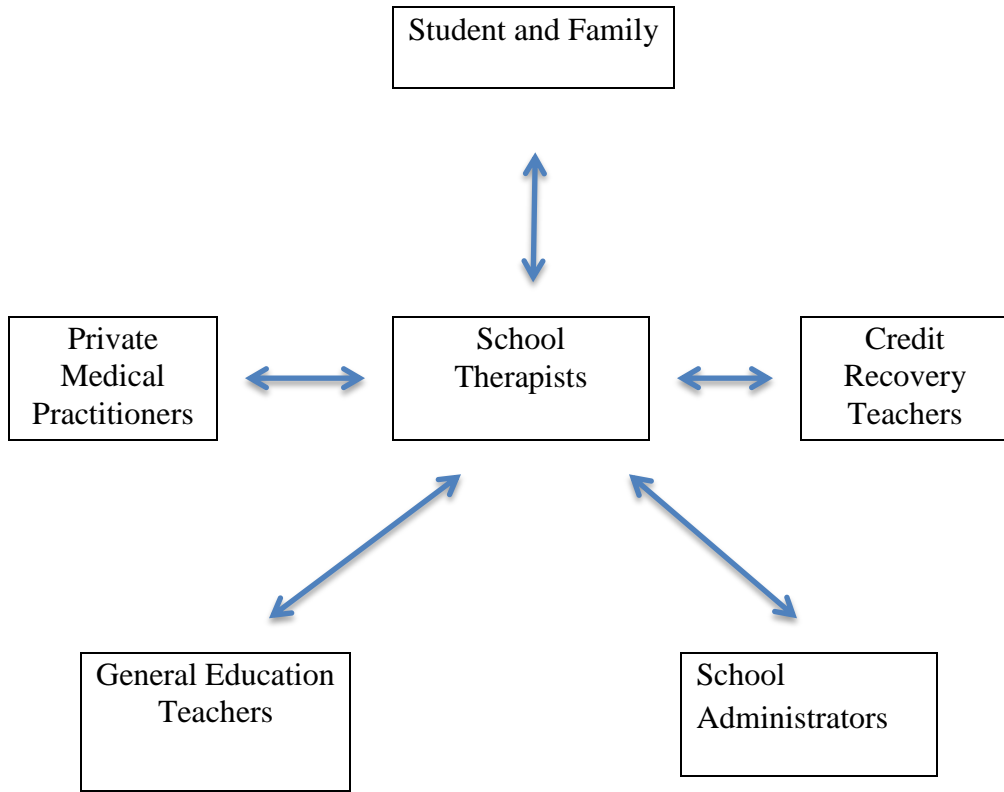 Student and Family
Private
Medical
Practitioners
School
Therapists
Credit
Recovery
Teachers
General Education
Teachers
School
Administrators